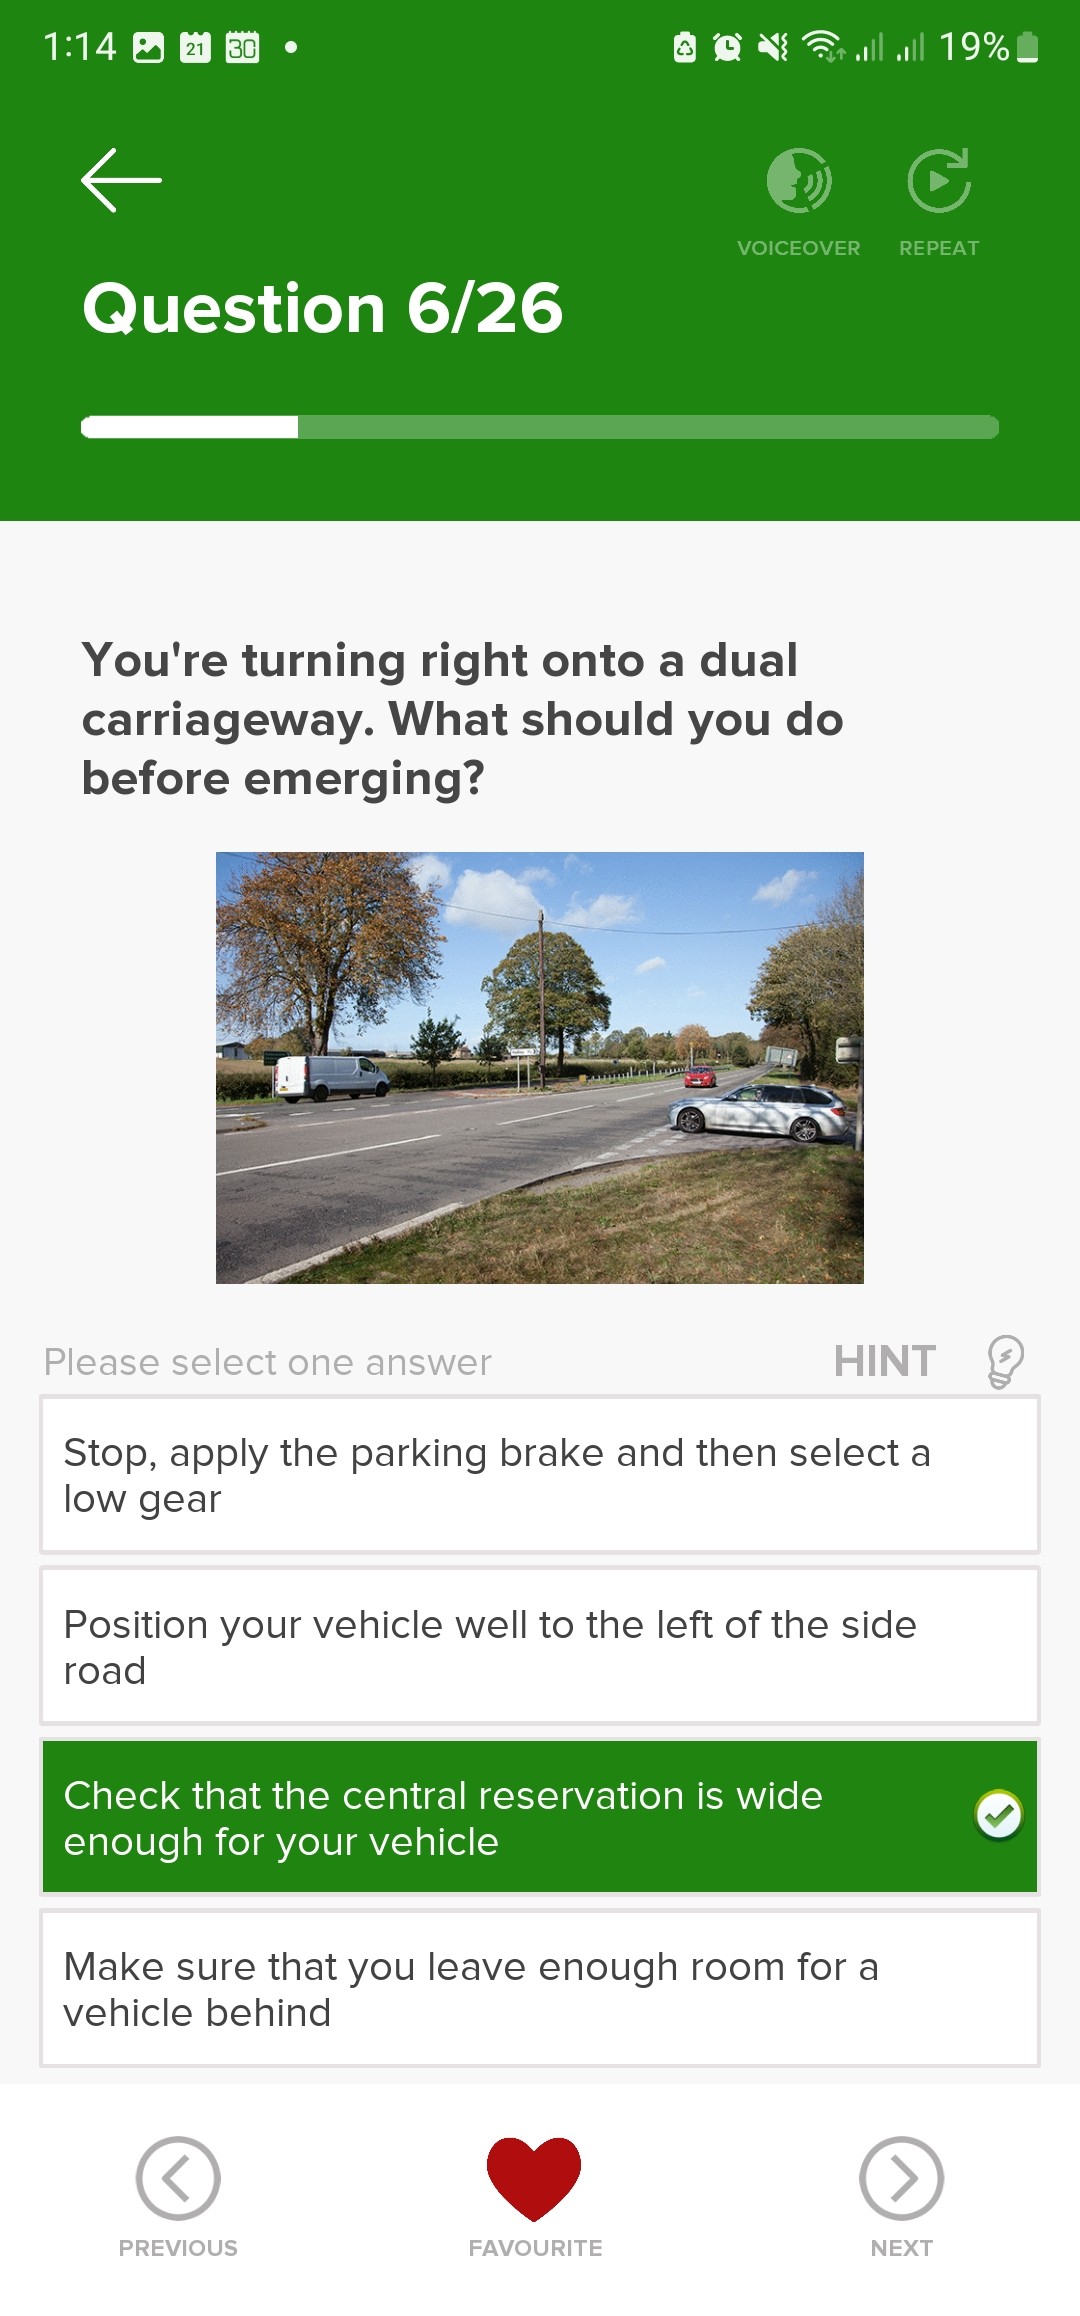 1:14 21 30 19%
VOICEOVER REPEAT
Question 6/26
You're turning right onto a dual
carriageway. What should you do
before emerging?
Please select one answer HINT
Stop, apply the parking brake and then select a
low gear
Position your vehicle well to the left of the side
road
Check that the central reservation is wide
enough for your vehicle
Make sure that you leave enough room for a
vehicle behind
PREVIOUS FAVOURITE NEXT